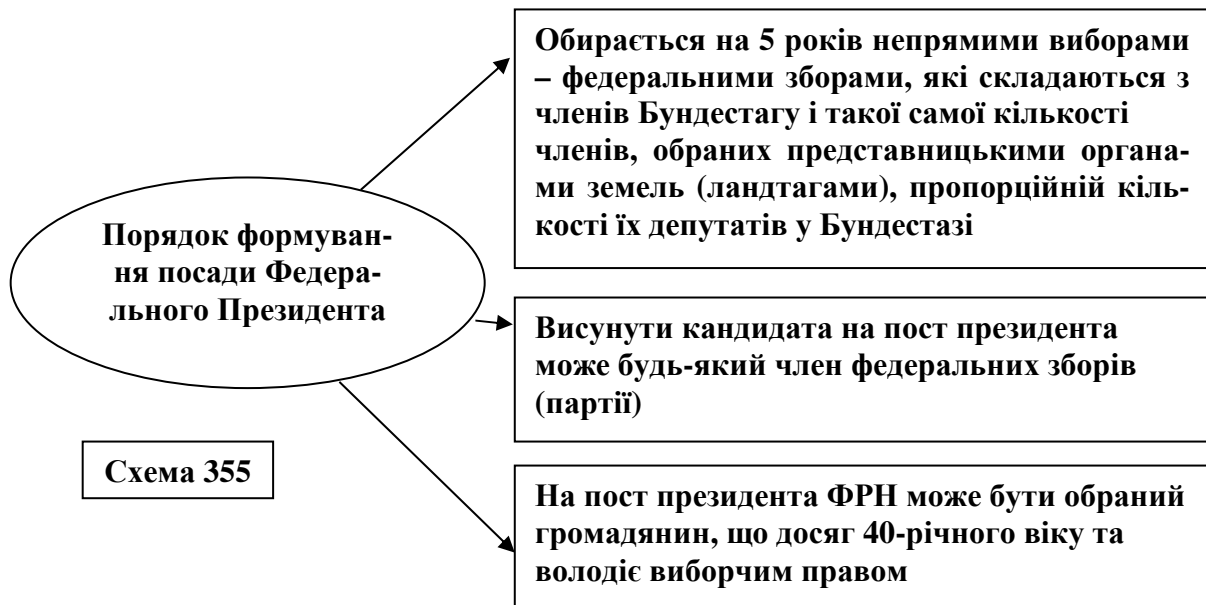 Порядок формуван-
ня посади Федера-
льного Президента
Схема 355
Обирається на 5 років непрямими виборами
– федеральними зборами, які складаються з
членів Бундестагу і такої самої кількості
членів, обраних представницькими органа-
ми земель (ландтагами), пропорційній кіль-
кості їх депутатів у Бундестазі
Висунути кандидата на пост президента
може будь-який член федеральних зборів
(партії)
На пост президента ФРН може бути обраний
громадянин, що досяг 40-річного віку та
володіє виборчим правом